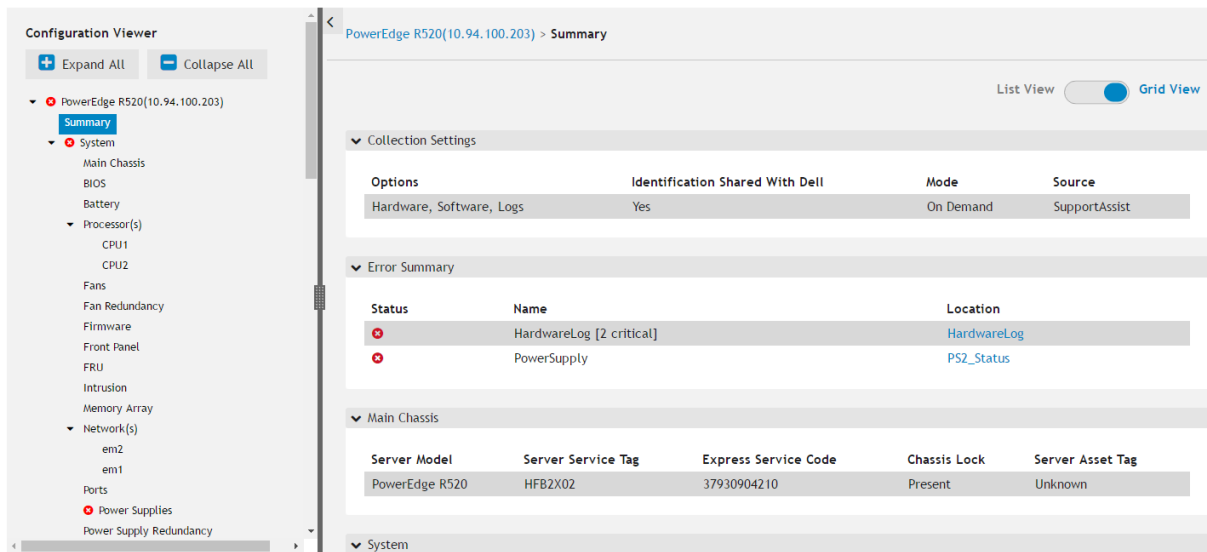 Configuration Viewer
Expand All Collapse All
PowerEdge R520(10.94.100.203)
Summary
System
Main Chassis
BIOS
Battery
Processor(s)
CPU1
CPU2
Fans
Fan Redundancy
Firmware
Front Panel
FRU
Intrusion
Memory Array
Network(s)
em2
em1
Ports
Power Supplies
Power Supply Redundancy
PowerEdge R520(10.94.100.203) > Summary
List View Grid View
Collection Settings
Options Identification Shared With Dell Mode Source
Hardware, Software, Logs Yes On Demand SupportAssist
Error Summary
Status Name Location
HardwareLog [2 critical] HardwareLog
PowerSupply PS2_Status
Main Chassis
Server Model Server Service Tag Express Service Code Chassis Lock Server Asset Tag
PowerEdge R520 HFB2X02 37930904210 Present Unknown
System